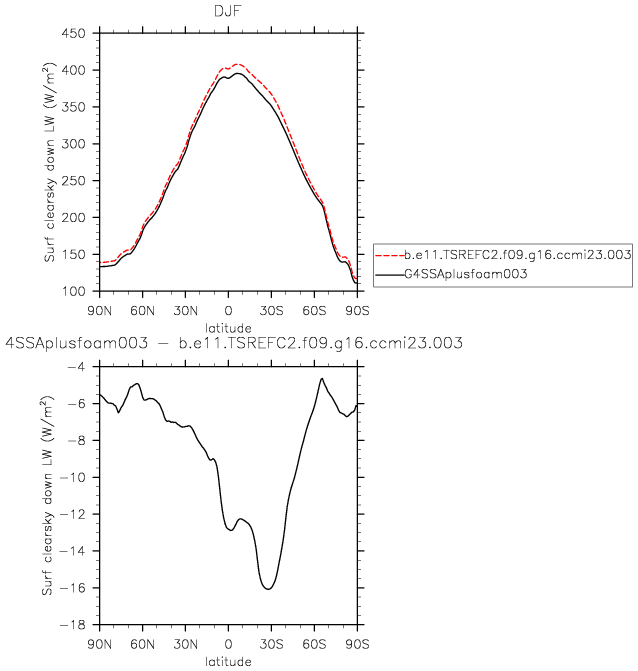 DJF
Surf clearsky down LW (W/m²)
450
400
350
300
250
200
150
100
90N 60N 30N 0 30S 60S 90S
latitude
b.e11.TSREFC2.f09.g16.ccmi23.003
G4SSAplusfoam003
4SSAplusfoam003 − b.e11.TSREFC2.f09.g16.ccmi23.003
Surf clearsky down LW (W/m²)
−4
−6
−8
−10
−12
−14
−16
−18
90N 60N 30N 0 30S 60S 90S
latitude